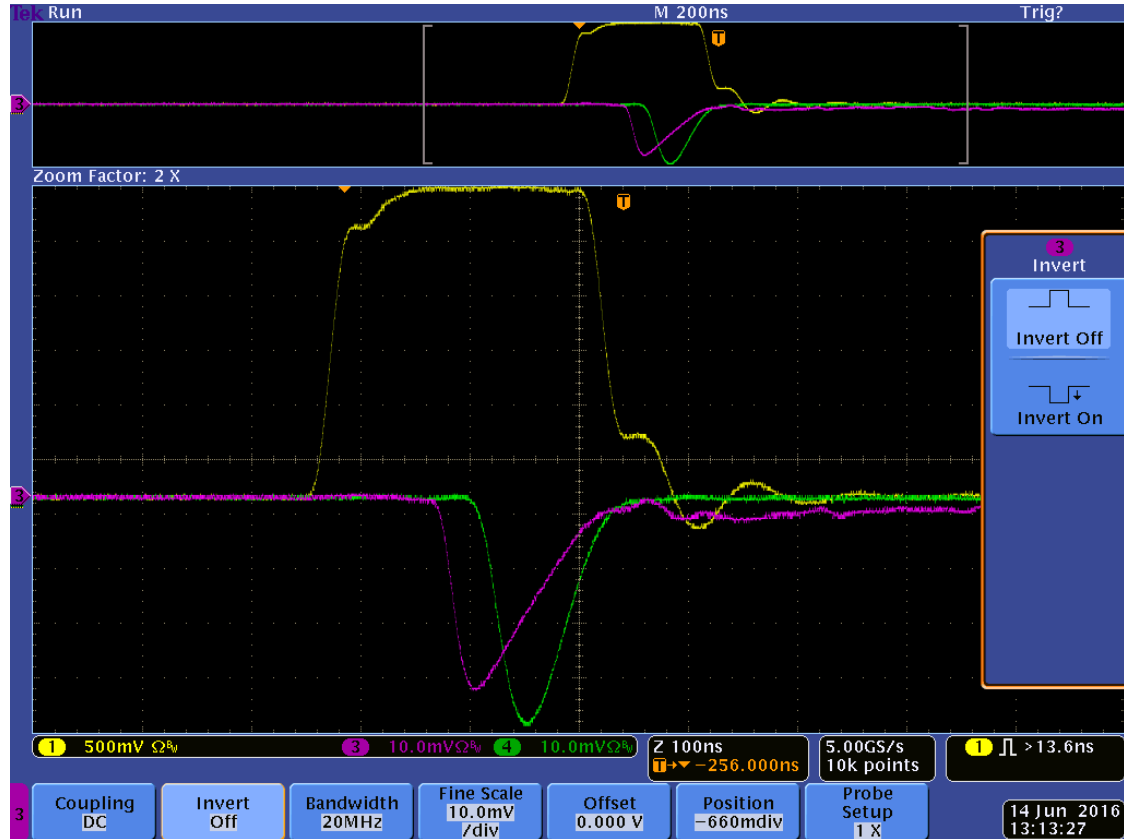 Tek Run M 200ns Trig?
T
3
Zoom Factor: 2 X
T
3
3
Invert
Invert Off
Invert On
1 500mV ΩBW 3 10.0mVΩBW 4 10.0mVΩBW Z 100ns 5.00GS/s 1 >13.6ns
T→▼−256.000ns 10k points
3
Coupling
DC
Invert
Off
Bandwidth
20MHz
Fine Scale
10.0mV
/div
Offset
0.000 V
Position
−660mdiv
Probe
Setup
1 X
14 Jun 2016
13:13:27